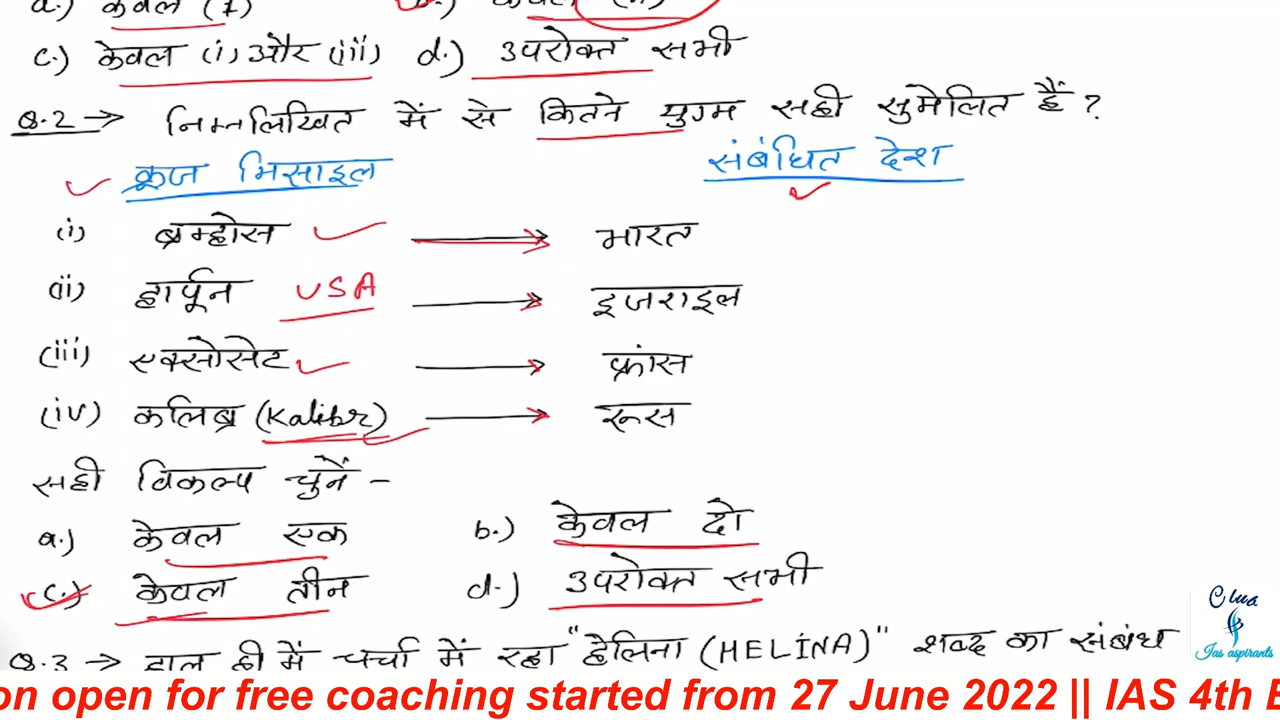 a.) केवल (i)
c.) केवल (i) और (iii) d.) उपरोक्त सभी
Q.2 → निम्नलिखित में से कितने युग्म सही सुमेलित हैं ?
क्रूज मिसाइल संबंधित देश
(i) ब्रम्होस → भारत
(ii) हार्पून USA → इजराइल
(iii) एक्सोसेट → फ्रांस
(iv) कलिब्र (Kalibr) → रूस
सही विकल्प चुनें -
a.) केवल एक b.) केवल दो
c.) केवल तीन d.) उपरोक्त सभी
Q.3 → हाल ही में चर्चा में रहा "हेलिना (HELINA)" शब्द का संबंध
Ias aspirants
on open for free coaching started from 27 June 2022 || IAS 4th